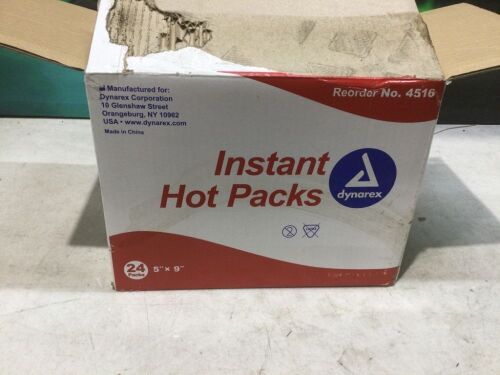 Manufactured for:
Dynarex Corporation
10 Glenshaw Street
Orangeburg, NY 10962
USA • www.dynarex.com
Made in China
Reorder No. 4516
Instant
Hot Packs
dynarex
24
Packs
5" x 9"